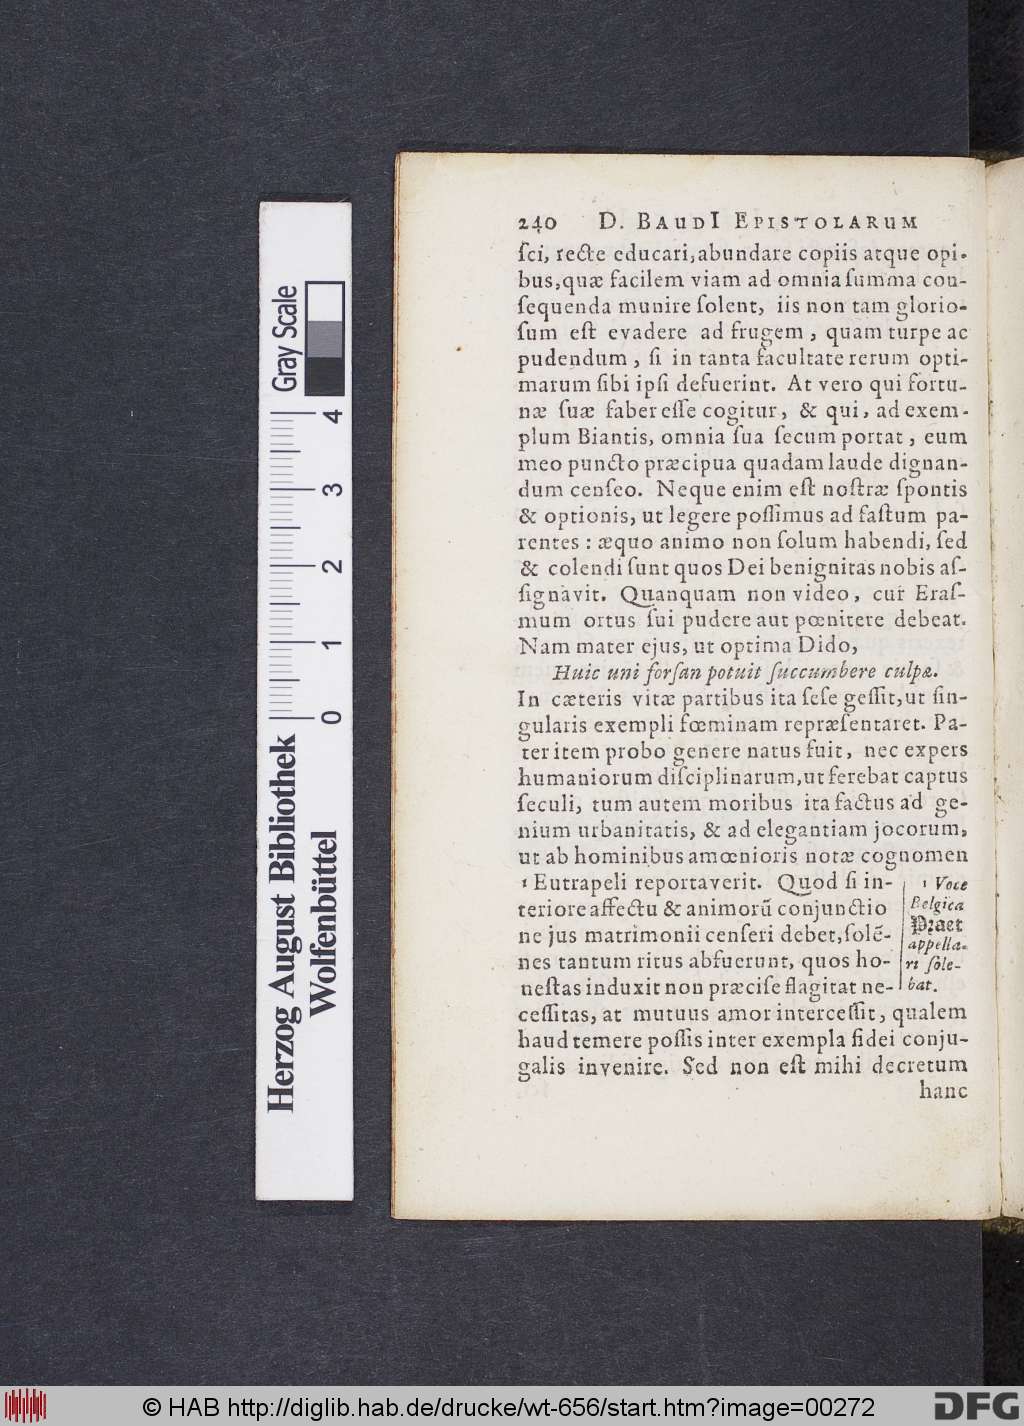 240 D. BAUDI EPISTOLARUM
ſci, recte educari, abundare copiis atque opi-
bus, quæ facilem viam ad omnia ſumma con-
ſequenda munire ſolent, iis non tam glorio-
ſum eſt evadere ad frugem, quam turpe ac
pudendum, ſi in tanta facultate rerum opti-
marum ſibi ipſi defuerint. At vero qui fortu-
næ ſuæ faber eſſe cogitur, & qui, ad exem-
plum Biantis, omnia ſua ſecum portat, eum
meo puncto præcipua quadam laude dignan-
dum cenſeo. Neque enim eſt noſtræ ſpontis
& optionis, ut legere poſſimus ad faſtum pa-
rentes: æquo animo non ſolum habendi, ſed
& colendi ſunt quos Dei benignitas nobis aſ-
ſignavit. Quanquam non video, cur Eraſ-
mum ortus ſui pudere aut pœnitere debeat.
Nam mater ejus, ut optima Dido,
Huic uni forſan potuit ſuccumbere culpæ.
In cæteris vitæ partibus ita ſeſe geſſit, ut ſin-
gularis exempli fœminam repræſentaret. Pa-
ter item probo genere natus fuit, nec expers
humaniorum diſciplinarum, ut ferebat captus
ſeculi, tum autem moribus ita factus ad ge-
nium urbanitatis, & ad elegantiam jocorum,
ut ab hominibus amœnioris notæ cognomen
1 Eutrapeli reportaverit. Quod ſi in-
teriore affectu & animorū conjunctio
ne jus matrimonii cenſeri debet, ſolē-
nes tantum ritus abfuerunt, quos ho-
neſtas induxit non præciſe flagitat ne-
ceſſitas, at mutuus amor interceſſit, qualem
haud temere poſſis inter exempla fidei conju-
galis invenire. Sed non eſt mihi decretum
hanc
1 Voce
Belgica
Praet
appella-
ri ſole-
bat.
Gray Scale
0 1 2 3 4
Herzog August Bibliothek
Wolfenbüttel
© HAB http://diglib.hab.de/drucke/wt-656/start.htm?image=00272
DFG